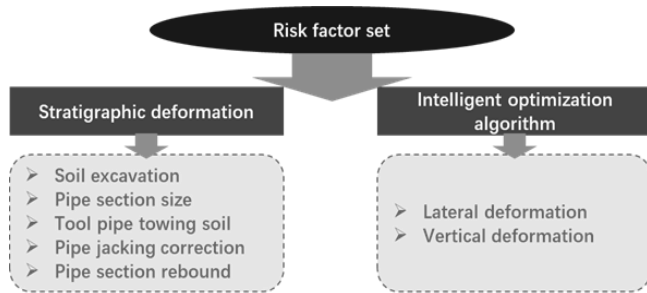 Risk factor set
Stratigraphic deformation
Soil excavation
Pipe section size
Tool pipe towing soil
Pipe jacking correction
Pipe section rebound
Intelligent optimization
algorithm
Lateral deformation
Vertical deformation